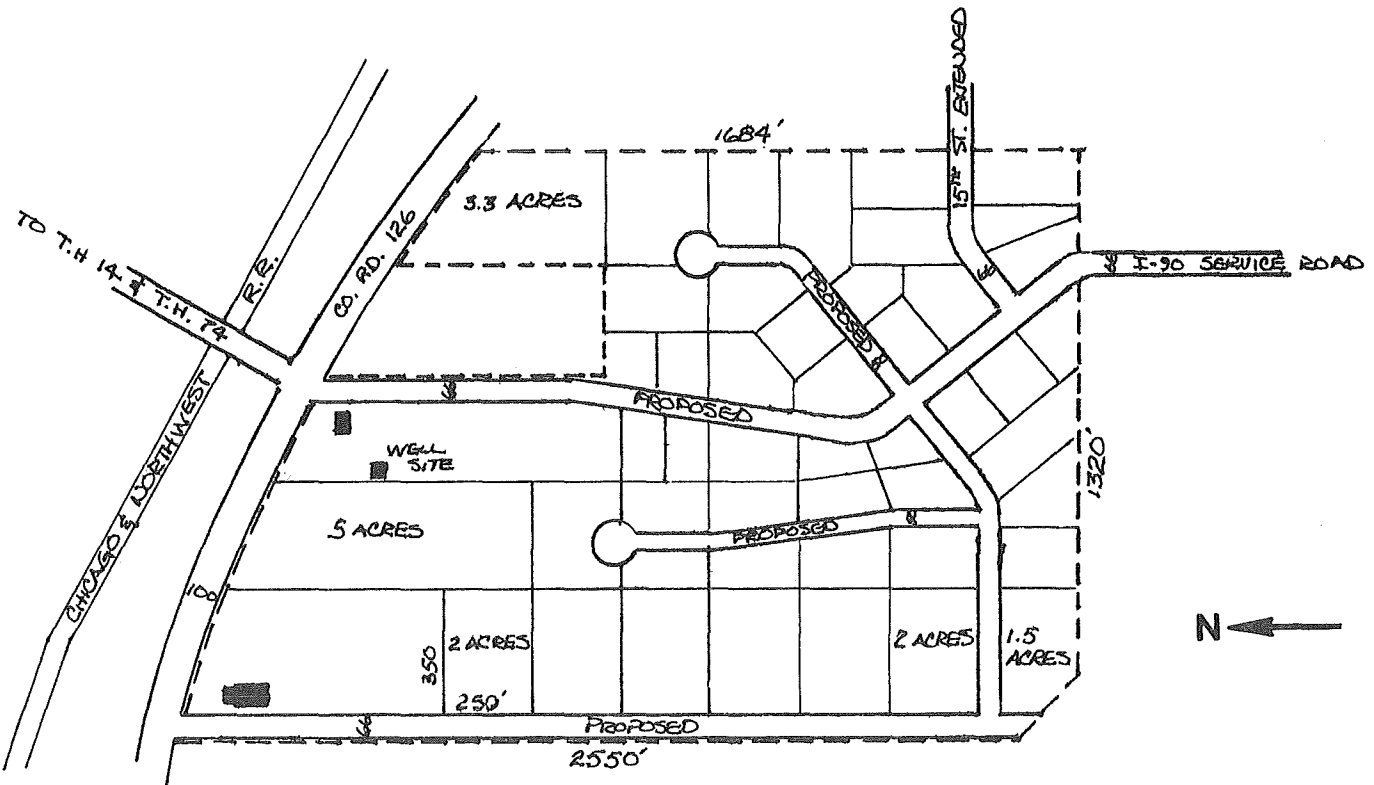 15TH ST. EXTENDED
1684'
3.3 ACRES
TO T.H 14
T.H. 74
R.R.
CO. RD. 126
66
66
I-90 SERVICE ROAD
PROPOSED
66
PROPOSED
WELL
SITE
CHICAGO & NORTHWEST
1320'
5 ACRES
PROPOSED
100
N
350
2 ACRES
250'
2 ACRES
1.5
ACRES
66
PROPOSED
2550'